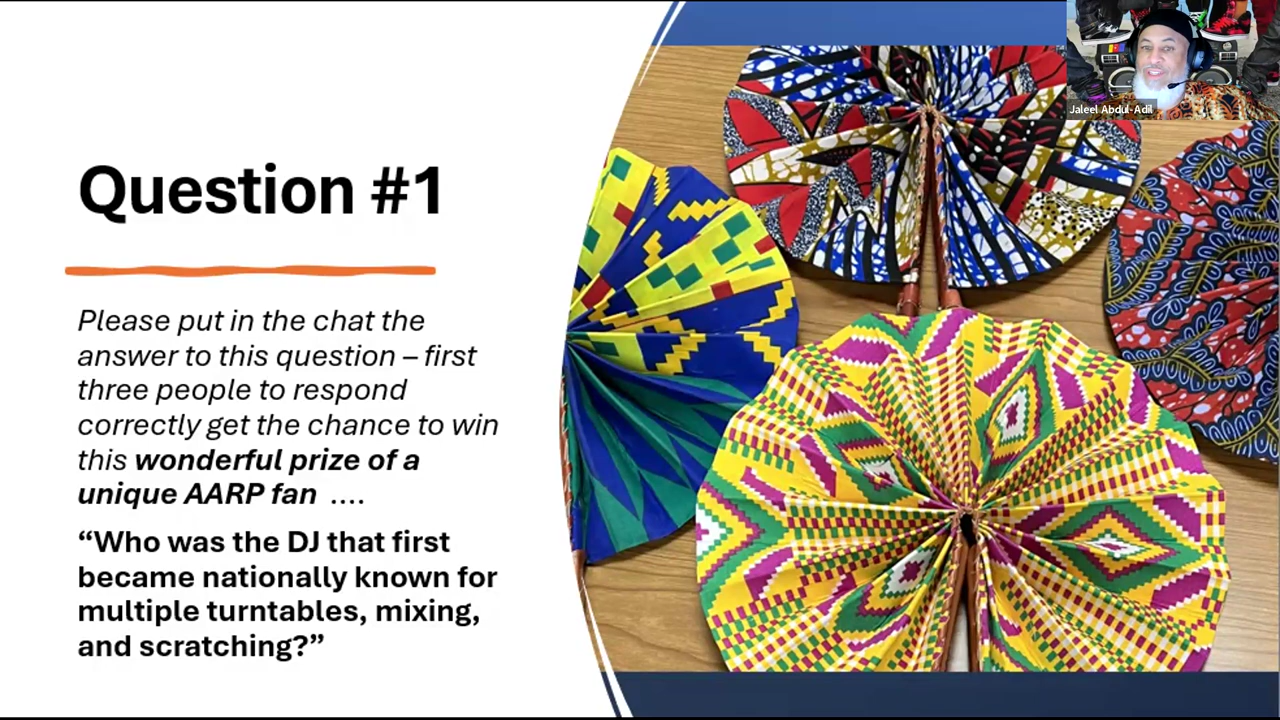 Jaleel Abdul-Adil
Question #1
Please put in the chat the
answer to this question – first
three people to respond
correctly get the chance to win
this wonderful prize of a
unique AARP fan ....
“Who was the DJ that first
became nationally known for
multiple turntables, mixing,
and scratching?”